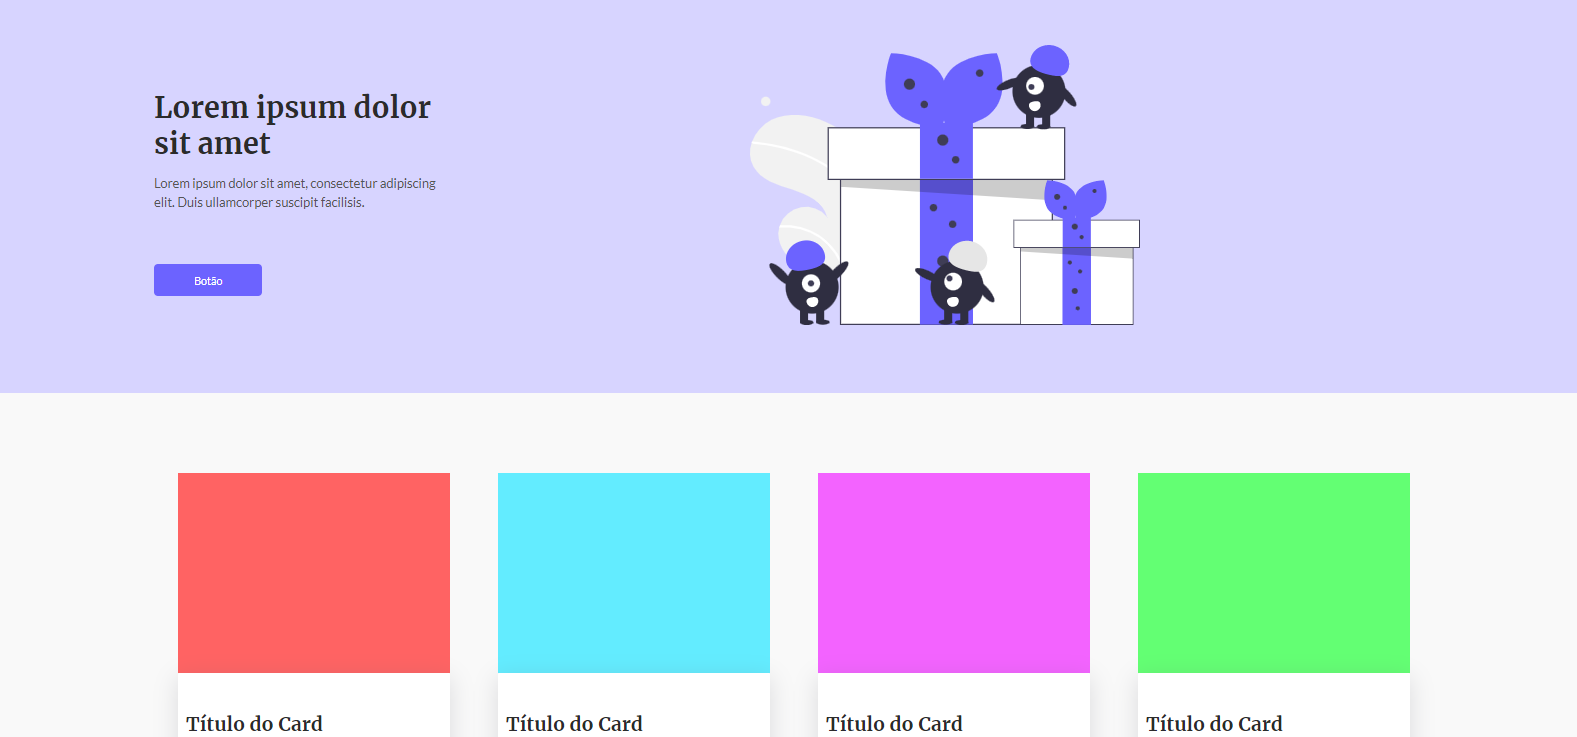 Lorem ipsum dolor
sit amet
Lorem ipsum dolor sit amet, consectetur adipiscing
elit. Duis ullamcorper suscipit facilisis.
Botão
Título do Card
Título do Card
Título do Card
Título do Card